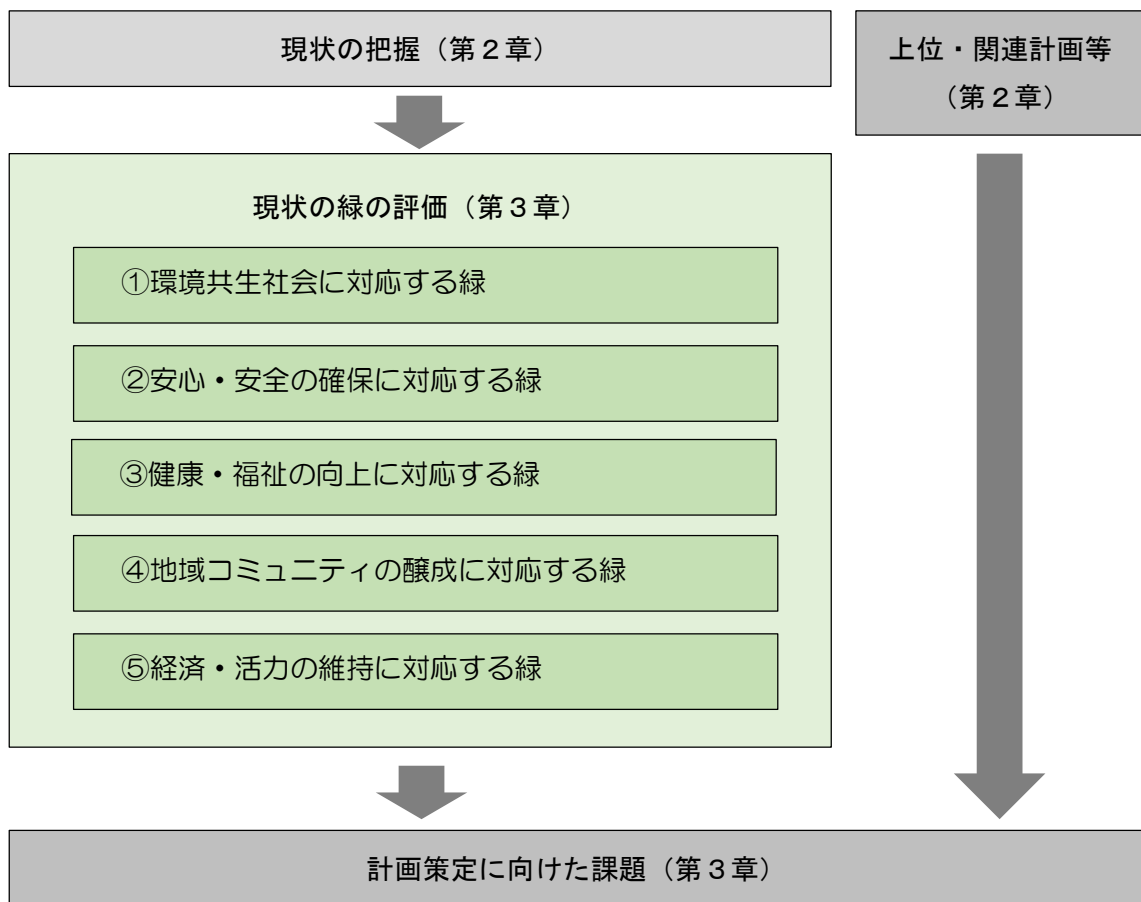 現状の把握（第２章）
上位・関連計画等
（第２章）
現状の緑の評価（第３章）
①環境共生社会に対応する緑
②安心・安全の確保に対応する緑
③健康・福祉の向上に対応する緑
④地域コミュニティの醸成に対応する緑
⑤経済・活力の維持に対応する緑
計画策定に向けた課題（第３章）